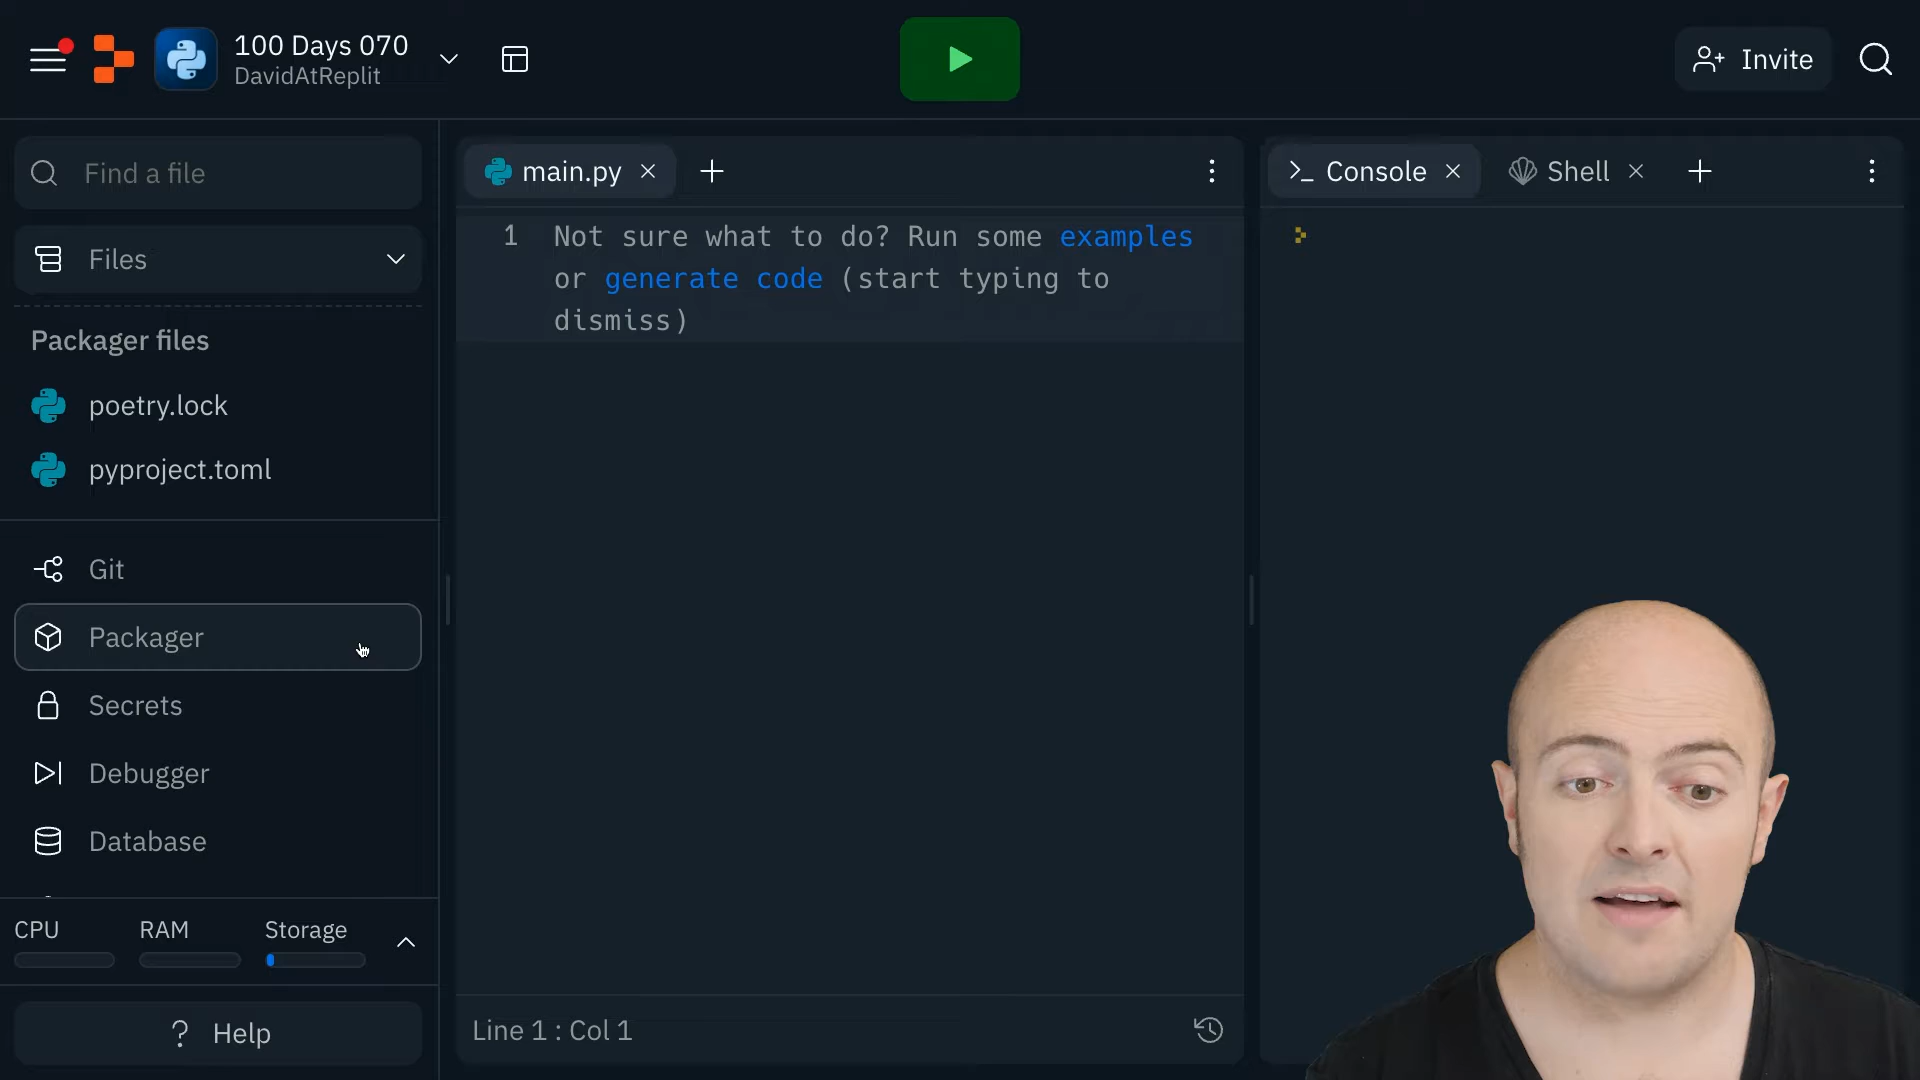 100 Days 070
DavidAtReplit
Invite
Find a file
Files
Packager files
poetry.lock
pyproject.toml
Git
Packager
Secrets
Debugger
Database
CPU
RAM
Storage
? Help
main.py
1 Not sure what to do? Run some examples
or generate code (start typing to
dismiss)
Line 1 : Col 1
Console
Shell